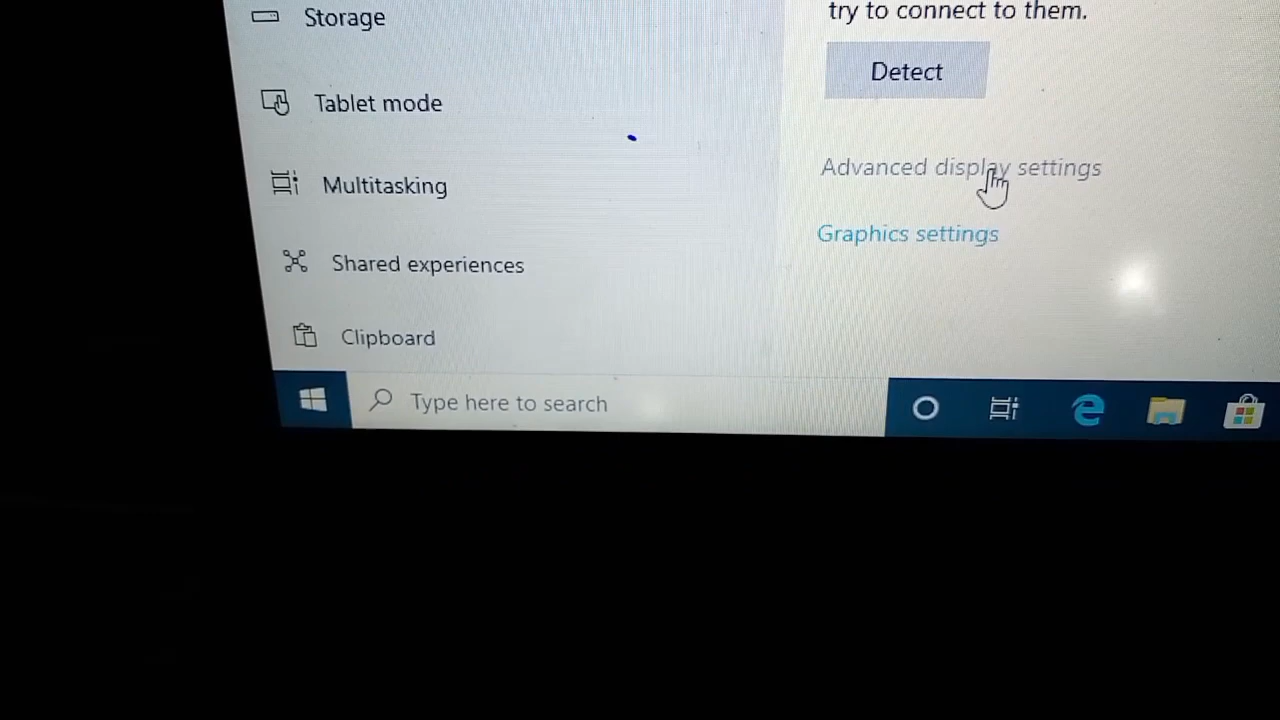 Storage
Tablet mode
Multitasking
Shared experiences
Clipboard
try to connect to them.
Detect
Advanced display settings
Graphics settings
Type here to search